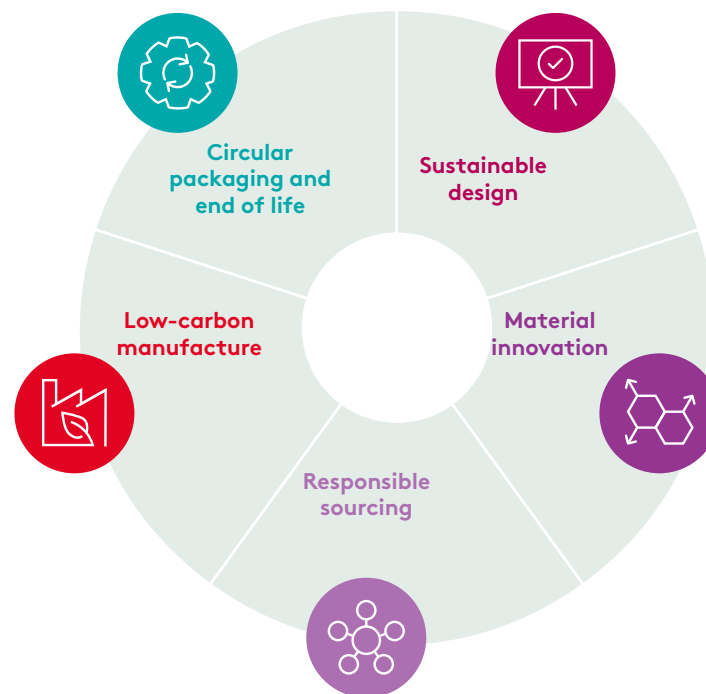 Circular
packaging and
end of life
Sustainable
design
Low-carbon
manufacture
Material
innovation
Responsible
sourcing